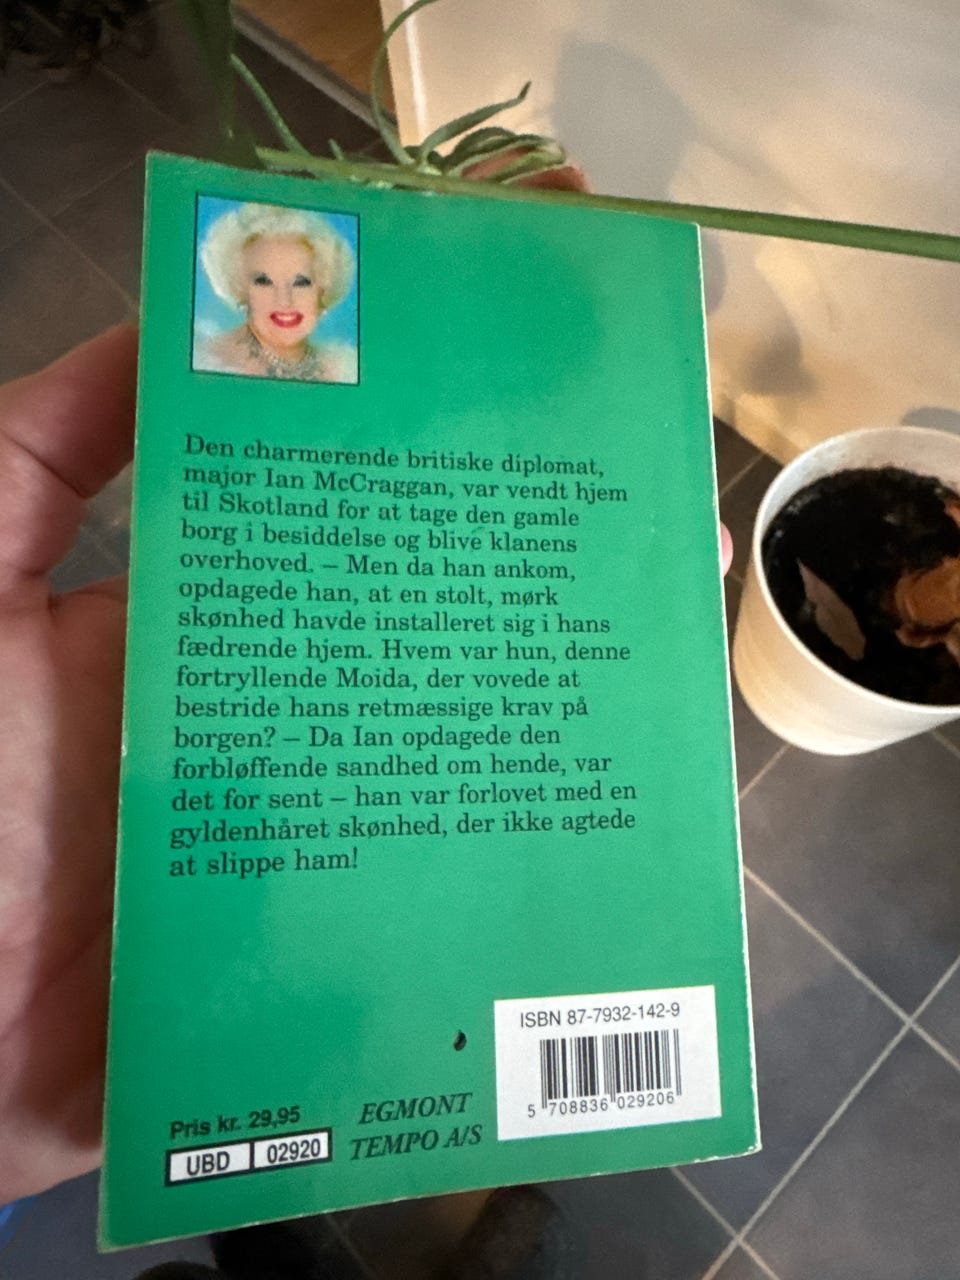 Den charmerende britiske diplomat,
major Ian McCraggan, var vendt hjem
til Skotland for at tage den gamle
borg i besiddelse og blive klanens
overhoved. – Men da han ankom,
opdagede han, at en stolt, mørk
skønhed havde installeret sig i hans
fædrende hjem. Hvem var hun, denne
fortryllende Moida, der vovede at
bestride hans retmæssige krav på
borgen? – Da Ian opdagede den
forbløffende sandhed om hende, var
det for sent – han var forlovet med en
gyldenhåret skønhed, der ikke agtede
at slippe ham!
ISBN 87-7932-142-9
5 708836 029206
Pris kr. 29,95
UBD 02920
EGMONT
TEMPO A/S